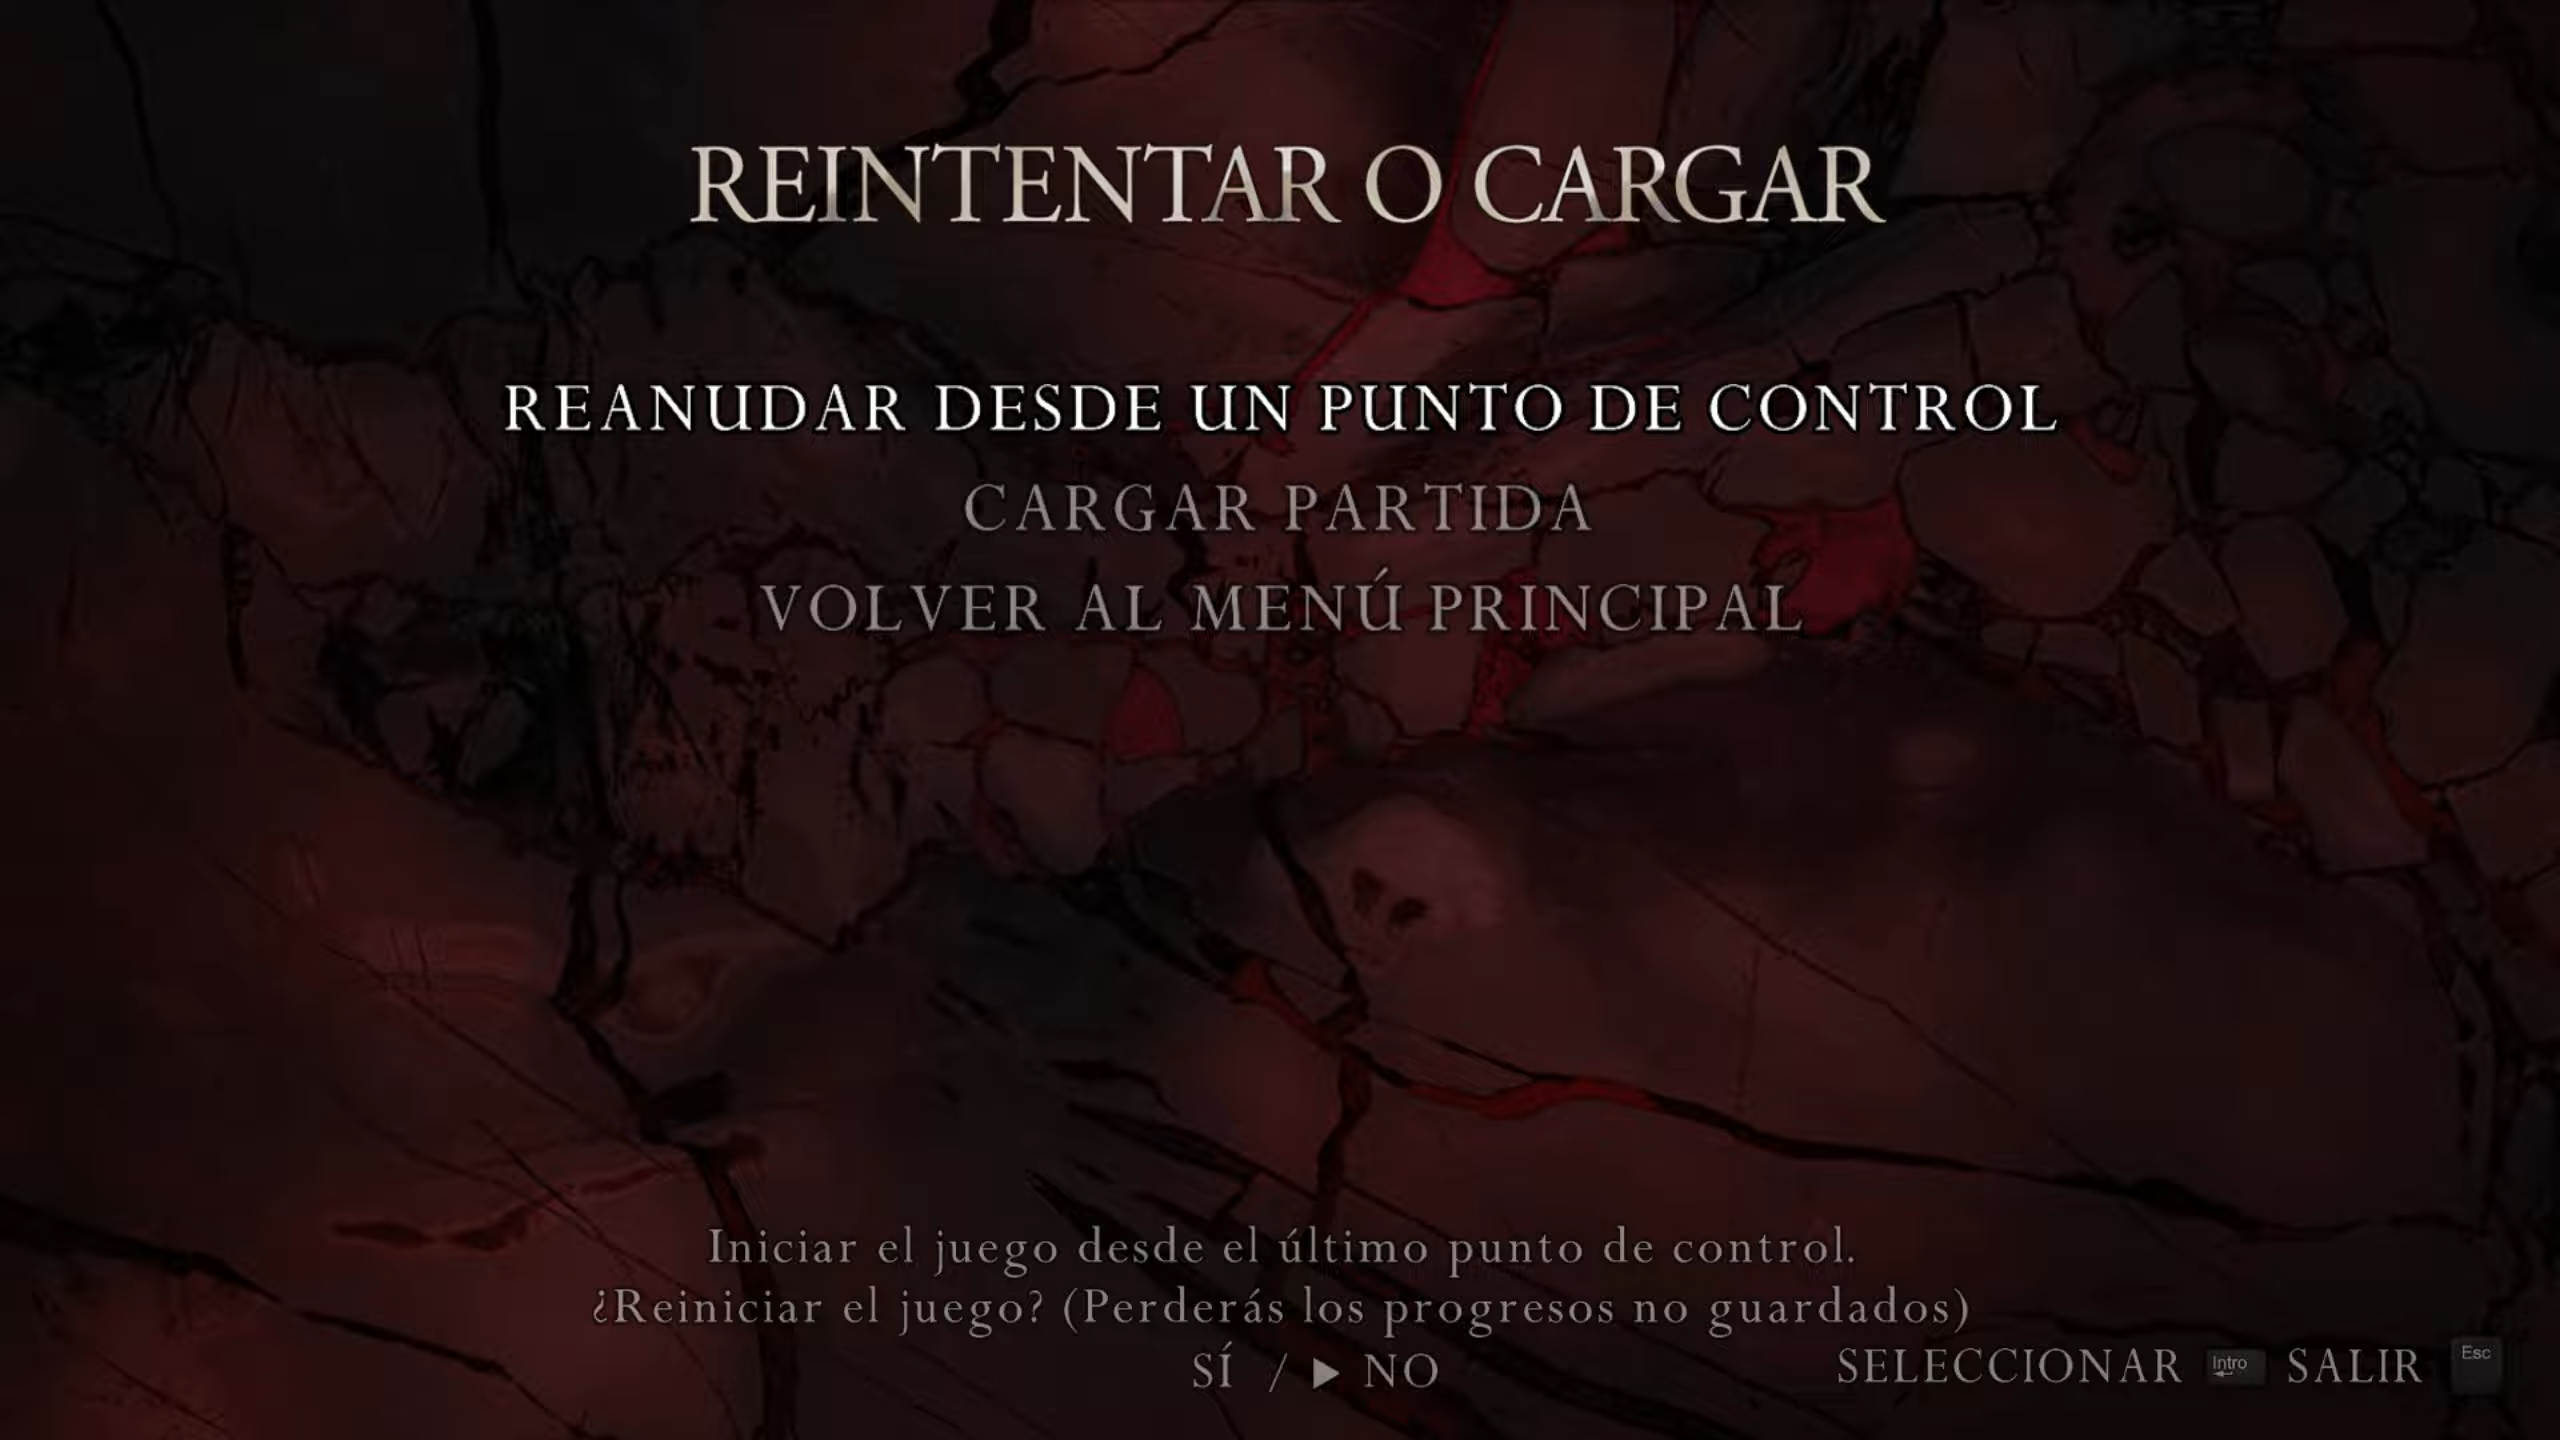 REINTENTAR O CARGAR
REANUDAR DESDE UN PUNTO DE CONTROL
CARGAR PARTIDA
VOLVER AL MENÚ PRINCIPAL
Iniciar el juego desde el último punto de control.
¿Reiniciar el juego? (Perderás los progresos no guardados)
SÍ / ▶ NO
SELECCIONAR Intro SALIR Esc